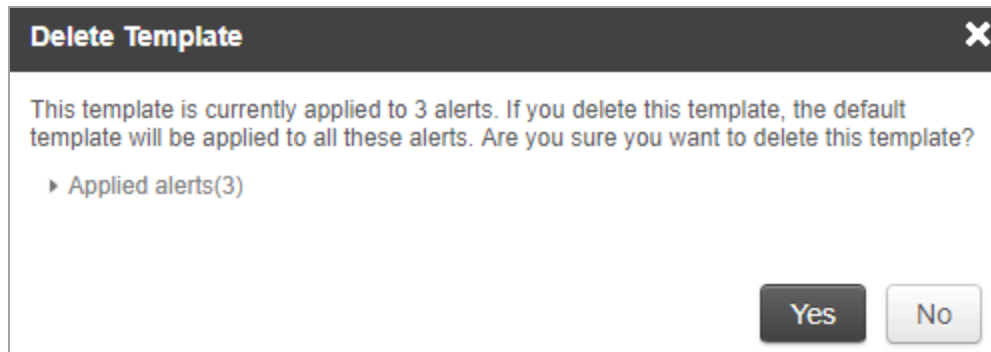 Delete Template
This template is currently applied to 3 alerts. If you delete this template, the default
template will be applied to all these alerts. Are you sure you want to delete this template?
Applied alerts(3)
Yes
No